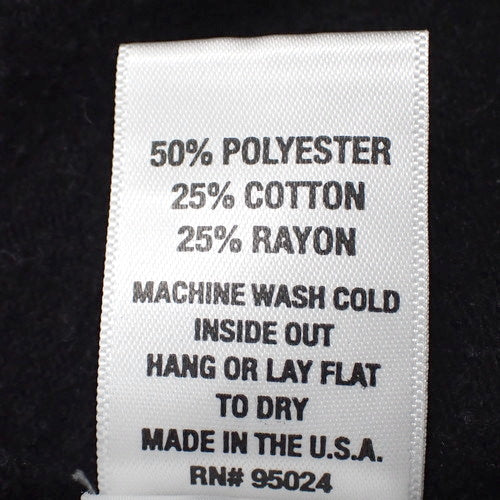 50% POLYESTER
25% COTTON
25% RAYON
MACHINE WASH COLD
INSIDE OUT
HANG OR LAY FLAT
TO DRY
MADE IN THE U.S.A.
RN# 95024